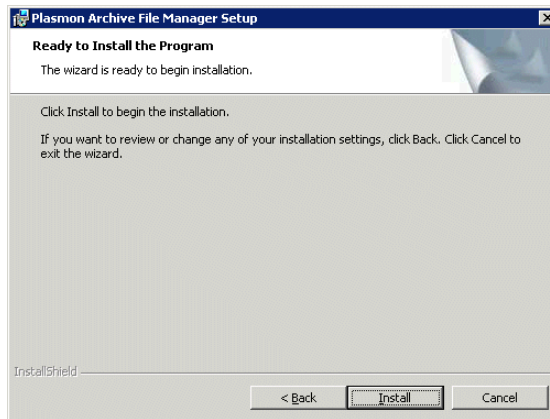 Plasmon Archive File Manager Setup
Ready to Install the Program
The wizard is ready to begin installation.
Click Install to begin the installation.
If you want to review or change any of your installation settings, click Back. Click Cancel to
exit the wizard.
InstallShield
< Back Install Cancel